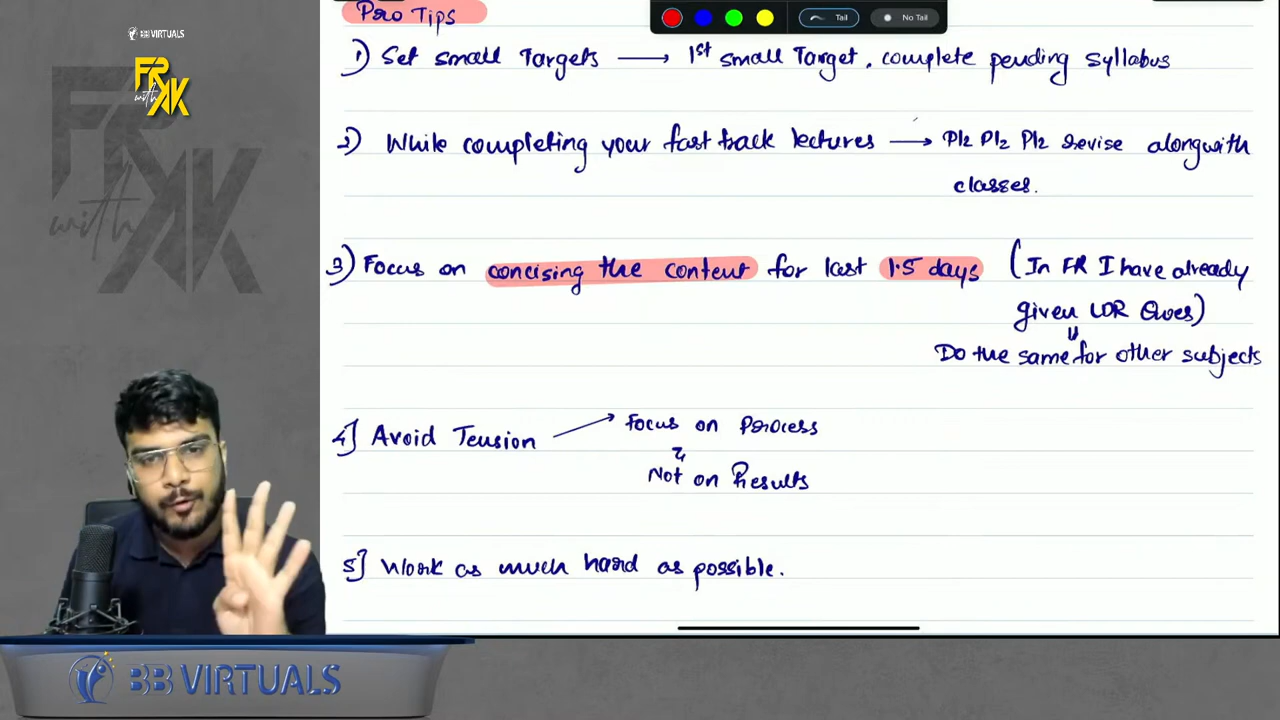 Pro Tips
Tail
No Tail
BB VIRTUALS
FR
with
AK
FR
with
AK
1) Set small Targets → 1st small Target. complete pending syllabus
2) While completing your fast track lectures → Plz Plz Plz revise alongwith
classes.
3) Focus on concising the content for last 1.5 days (In FR I have already
given LDR Ques)
Do the same for other subjects
4] Avoid Tension → Focus on Process
Not on Results
5] Work as much hard as possible.
BB VIRTUALS